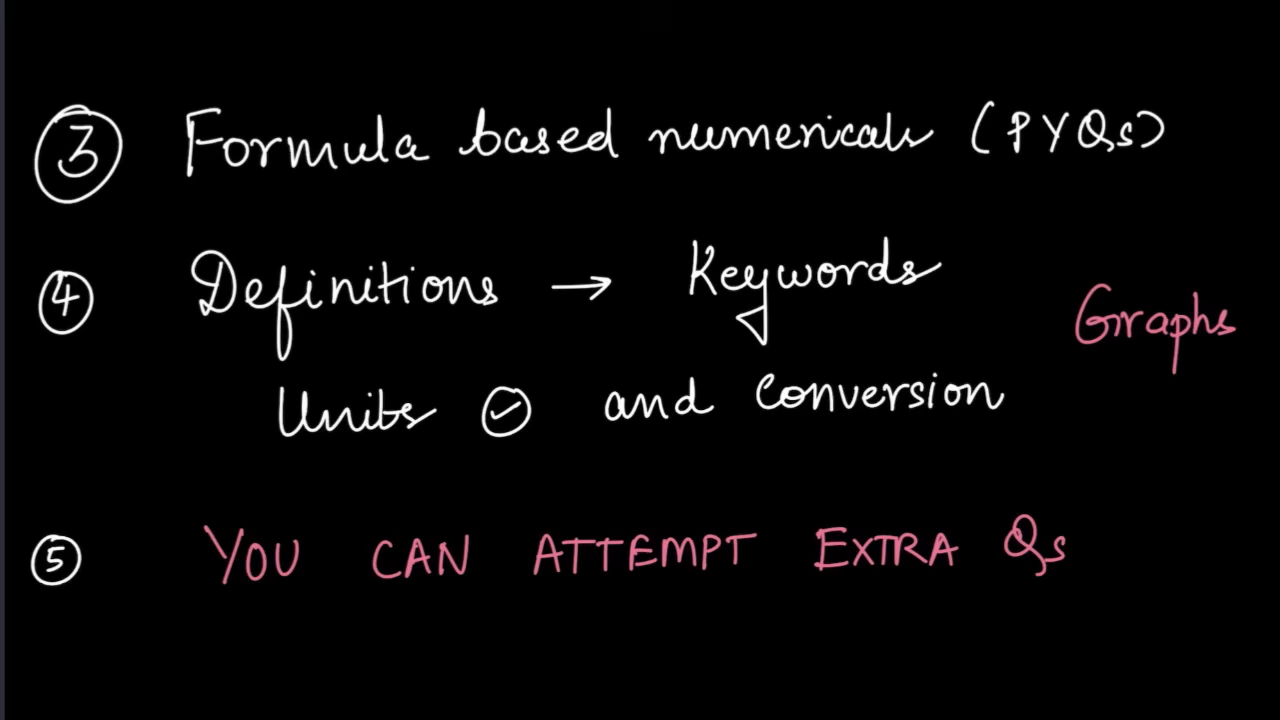 ③ Formula based numericals (PYQs)
④ Definitions → Keywords
Graphs
Units ✓ and conversion
⑤ YOU CAN ATTEMPT EXTRA Qs